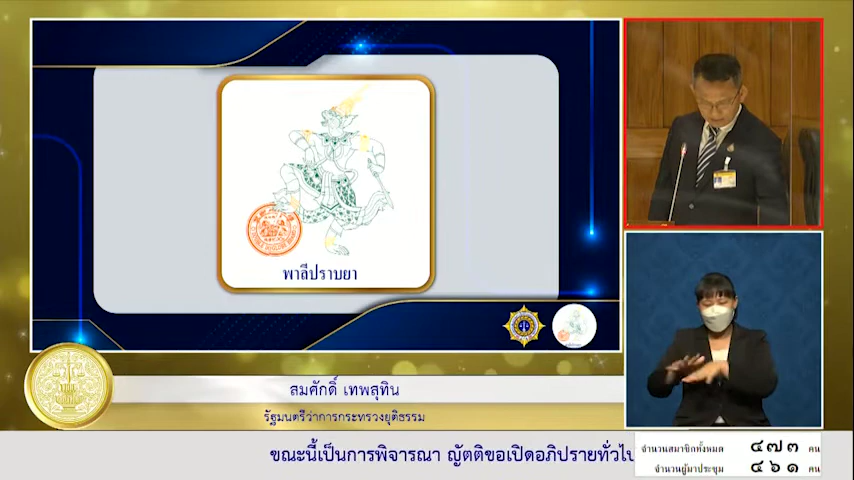 พาลีปราบยา
สมศักดิ์ เทพสุทิน
รัฐมนตรีว่าการกระทรวงยุติธรรม
ขณะนี้เป็นการพิจารณา ญัตติขอเปิดอภิปรายทั่วไป
จำนวนสมาชิกทั้งหมด ๔๗๓ คน
จำนวนผู้มาประชุม ๔๖๑ คน